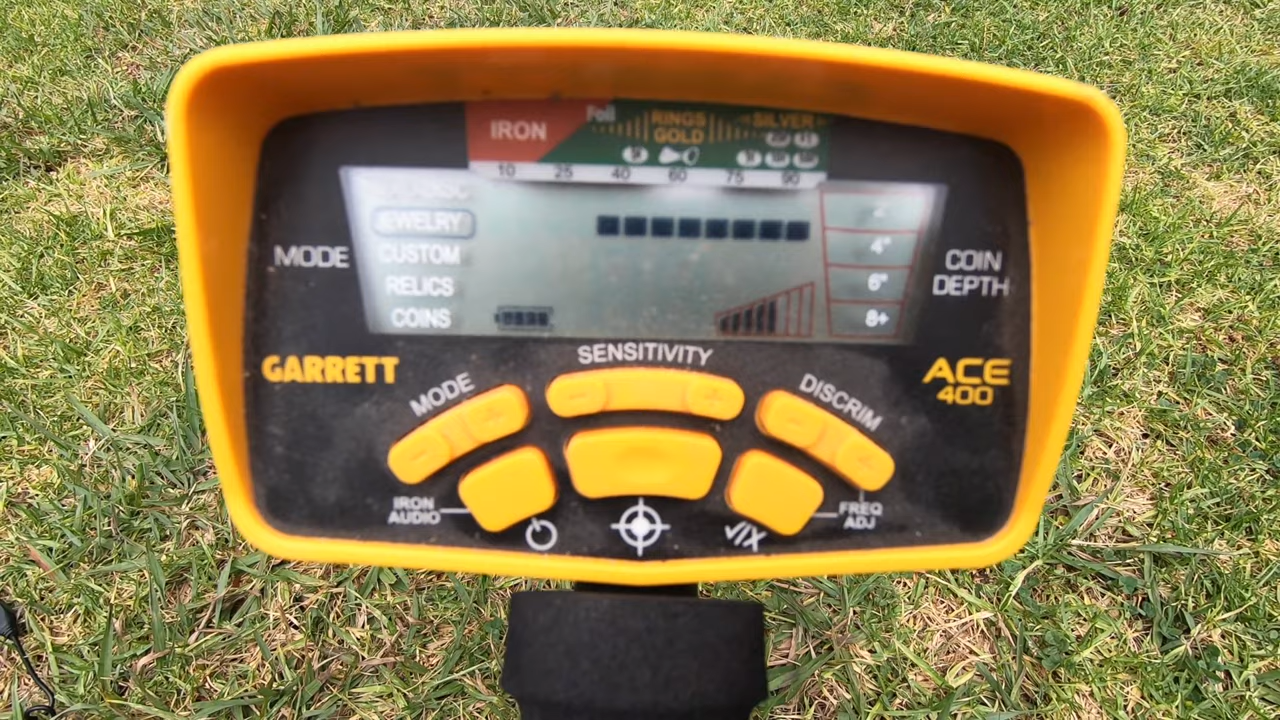 IRON
Foil
RINGS
GOLD
SILVER
10 25 40 60 75 90
JEWELRY
CUSTOM
RELICS
COINS
MODE
4"
6"
8+
COIN
DEPTH
GARRETT
ACE
400
SENSITIVITY
MODE
DISCRIM
- +
- +
- +
IRON
AUDIO
FREQ
ADJ
√/X